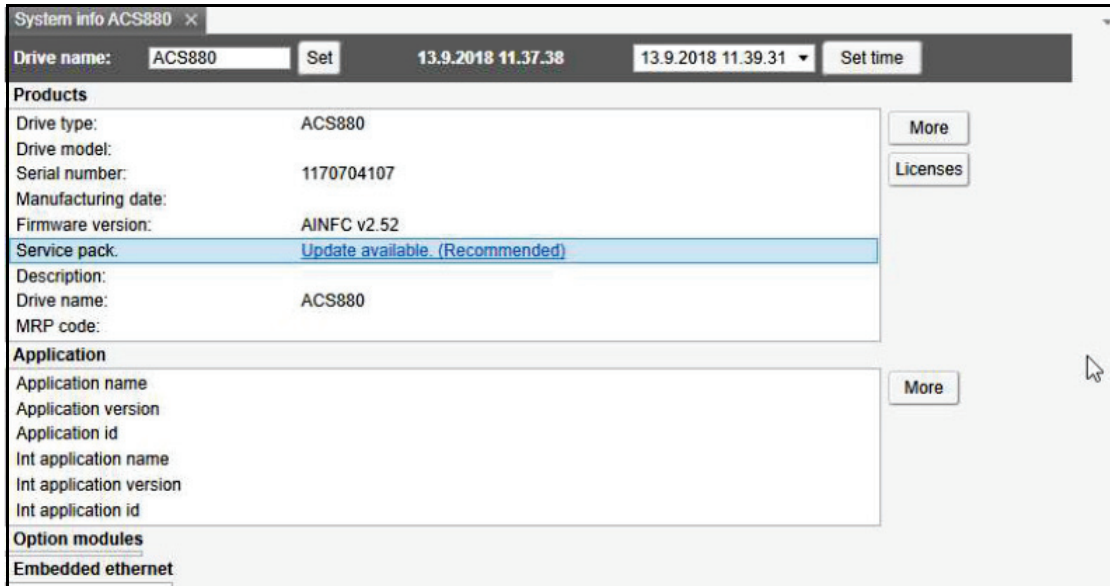 System info ACS880 ×
Drive name: ACS880 Set 13.9.2018 11.37.38 13.9.2018 11.39.31 Set time
Products
Drive type: ACS880 More
Drive model:
Serial number: 1170704107 Licenses
Manufacturing date:
Firmware version: AINFC v2.52
Service pack. Update available. (Recommended)
Description:
Drive name: ACS880
MRP code:
Application
Application name More
Application version
Application id
Int application name
Int application version
Int application id
Option modules
Embedded ethernet